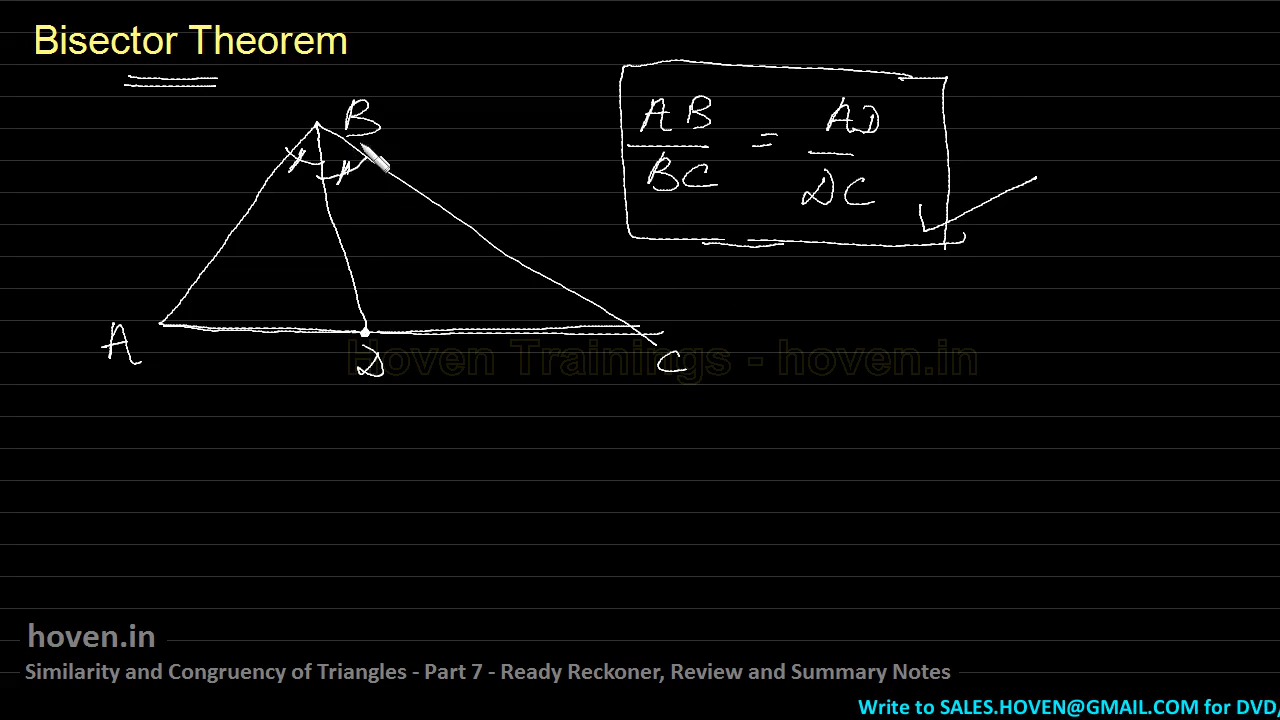 Bisector Theorem
B
AB / BC = AD / DC
A
D
C
Hoven Trainings - hoven.in
hoven.in
Similarity and Congruency of Triangles - Part 7 - Ready Reckoner, Review and Summary Notes
Write to SALES.HOVEN@GMAIL.COM for DVD/